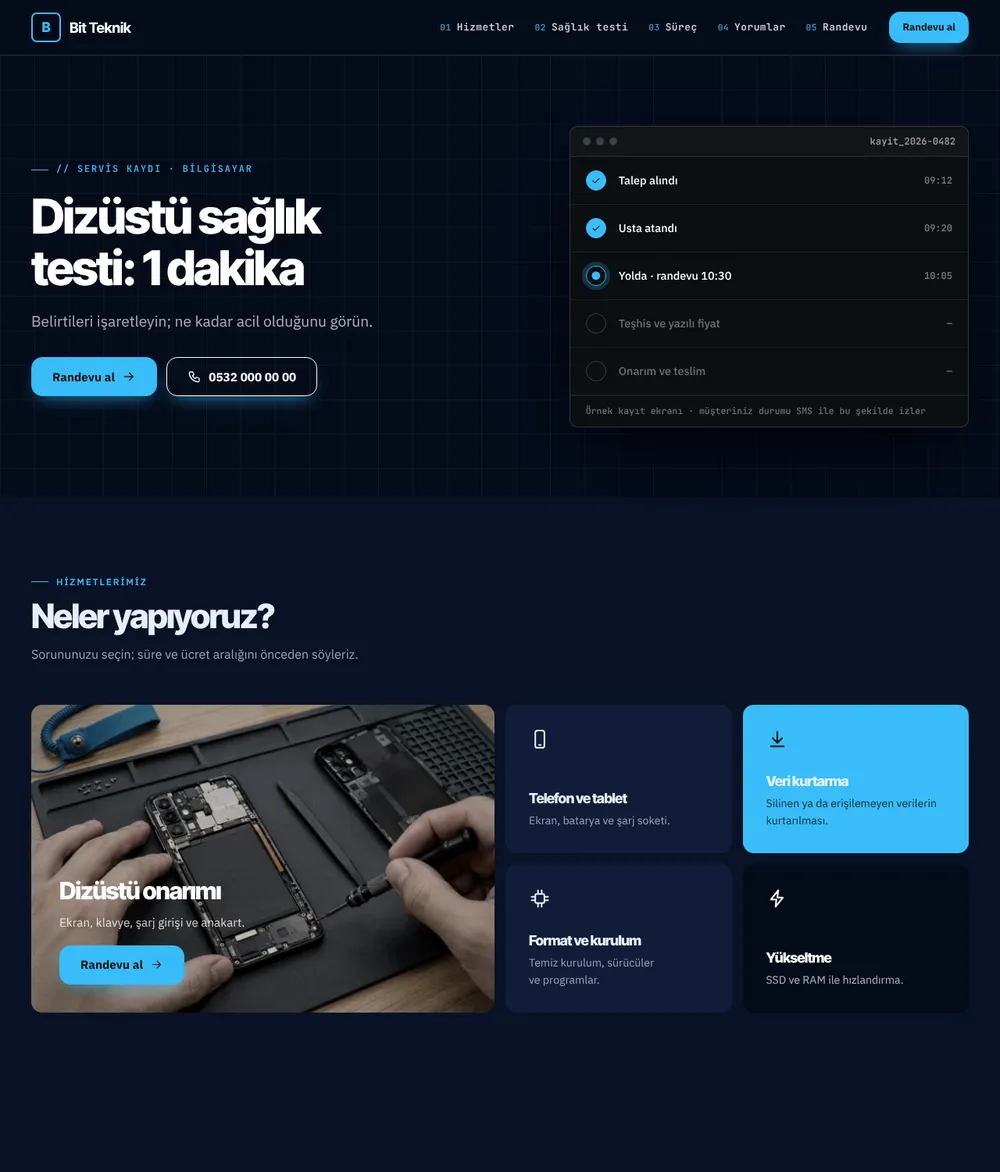 B Bit Teknik
01 Hizmetler 02 Sağlık testi 03 Süreç 04 Yorumlar 05 Randevu Randevu al
// SERVİS KAYDI · BİLGİSAYAR
Dizüstü sağlık
testi: 1 dakika
Belirtileri işaretleyin; ne kadar acil olduğunu görün.
Randevu al →
0532 000 00 00
kayit_2026-0482
Talep alındı 09:12
Usta atandı 09:20
Yolda · randevu 10:30 10:05
Teşhis ve yazılı fiyat —
Onarım ve teslim —
Örnek kayıt ekranı · müşteriniz durumu SMS ile bu şekilde izler
HİZMETLERİMİZ
Neler yapıyoruz?
Sorununuzu seçin; süre ve ücret aralığını önceden söyleriz.
Dizüstü onarımı
Ekran, klavye, şarj girişi ve anakart.
Randevu al →
Telefon ve tablet
Ekran, batarya ve şarj soketi.
Veri kurtarma
Silinen ya da erişilemeyen verilerin
kurtarılması.
Format ve kurulum
Temiz kurulum, sürücüler
ve programlar.
Yükseltme
SSD ve RAM ile hızlandırma.